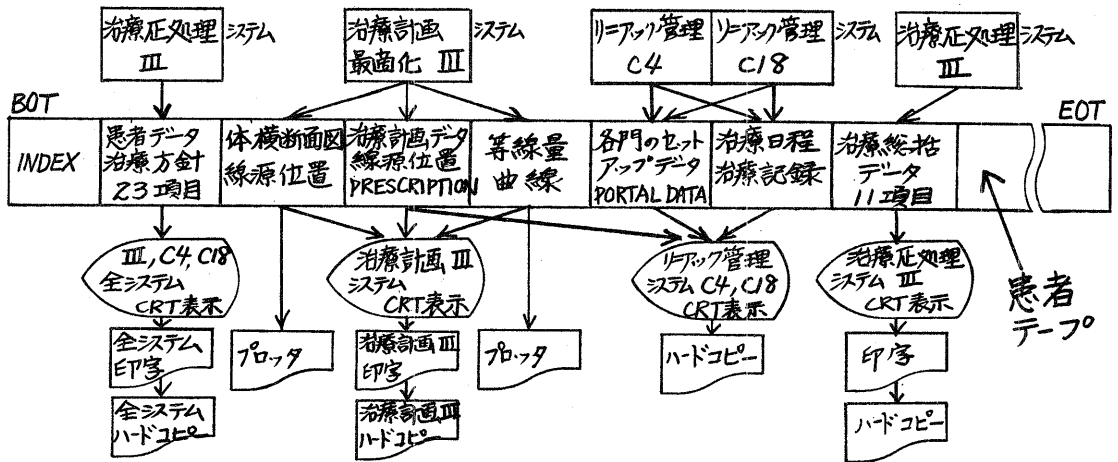 治療症処理 システム
III
治療計画 システム
最適化 III
リニアック管理
C4
リニアック管理 システム
C18
治療症処理 システム
III
BOT
EOT
INDEX
患者データ
治療方針
23項目
体横断面図
線源位置
治療計画データ
線源位置
PRESCRIPTION
等線量
曲線
各門のセット
アップデータ
PORTAL DATA
治療日程
治療記録
治療総括
データ
11項目
III, C4, C18
全システム
CRT表示
治療計画 III
システム
CRT表示
リニアック管理
システム C4, C18
CRT表示
治療症処理
システム III
CRT表示
患者
テープ
全システム
印字
プロッタ
治療計画 III
印字
プロッタ
ハードコピー
印字
全システム
ハードコピー
治療計画 III
ハードコピー
ハードコピー